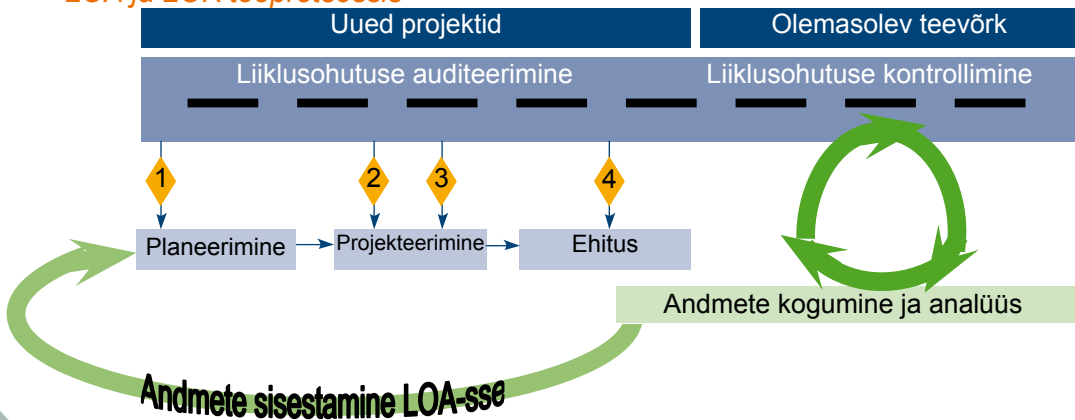 Uued projektid
Olemasolev teevõrk
Liiklusohutuse auditeerimine
Liiklusohutuse kontrollimine
1
2
3
4
Planeerimine
Projekteerimine
Ehitus
Andmete kogumine ja analüüs
Andmete sisestamine LOA-sse